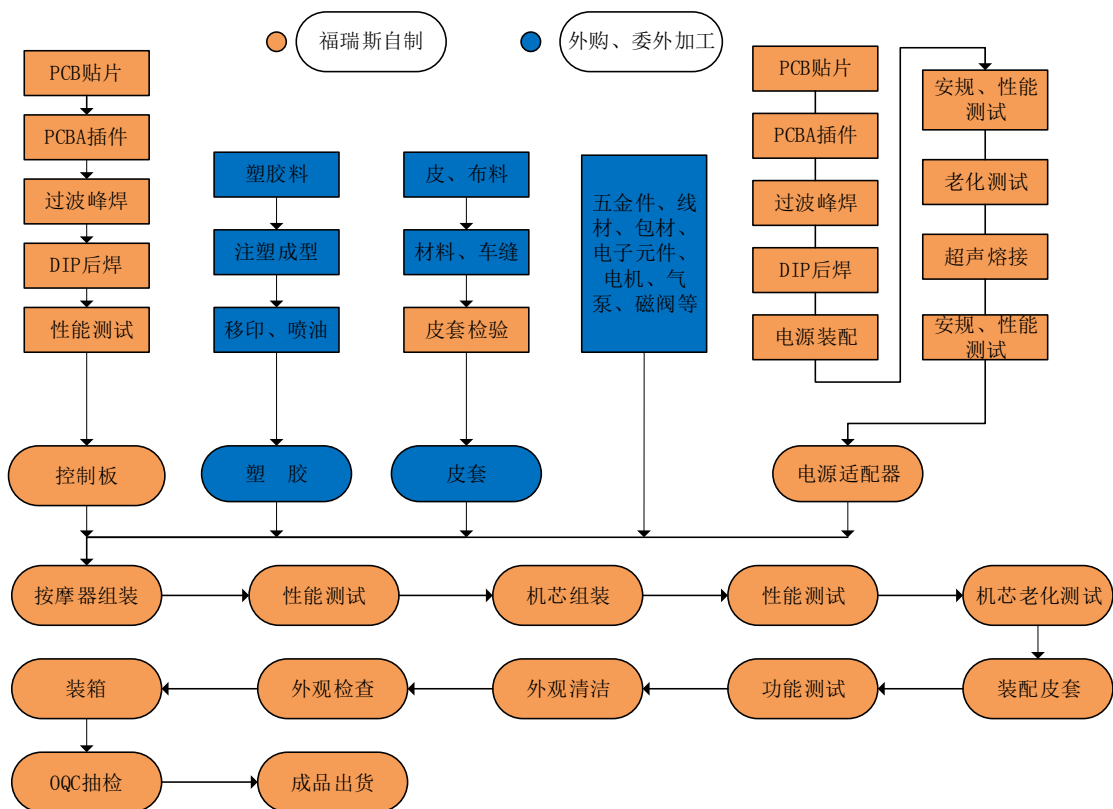 福瑞斯自制
外购、委外加工
PCB贴片
PCBA插件
过波峰焊
DIP后焊
性能测试
控制板
塑胶料
注塑成型
移印、喷油
塑 胶
皮、布料
材料、车缝
皮套检验
皮套
五金件、线
材、包材、
电子元件、
电机、气
泵、磁阀等
PCB贴片
PCBA插件
过波峰焊
DIP后焊
电源装配
安规、性能
测试
老化测试
超声熔接
安规、性能
测试
电源适配器
按摩器组装
性能测试
机芯组装
性能测试
机芯老化测试
装箱
外观检查
外观清洁
功能测试
装配皮套
OQC抽检
成品出货